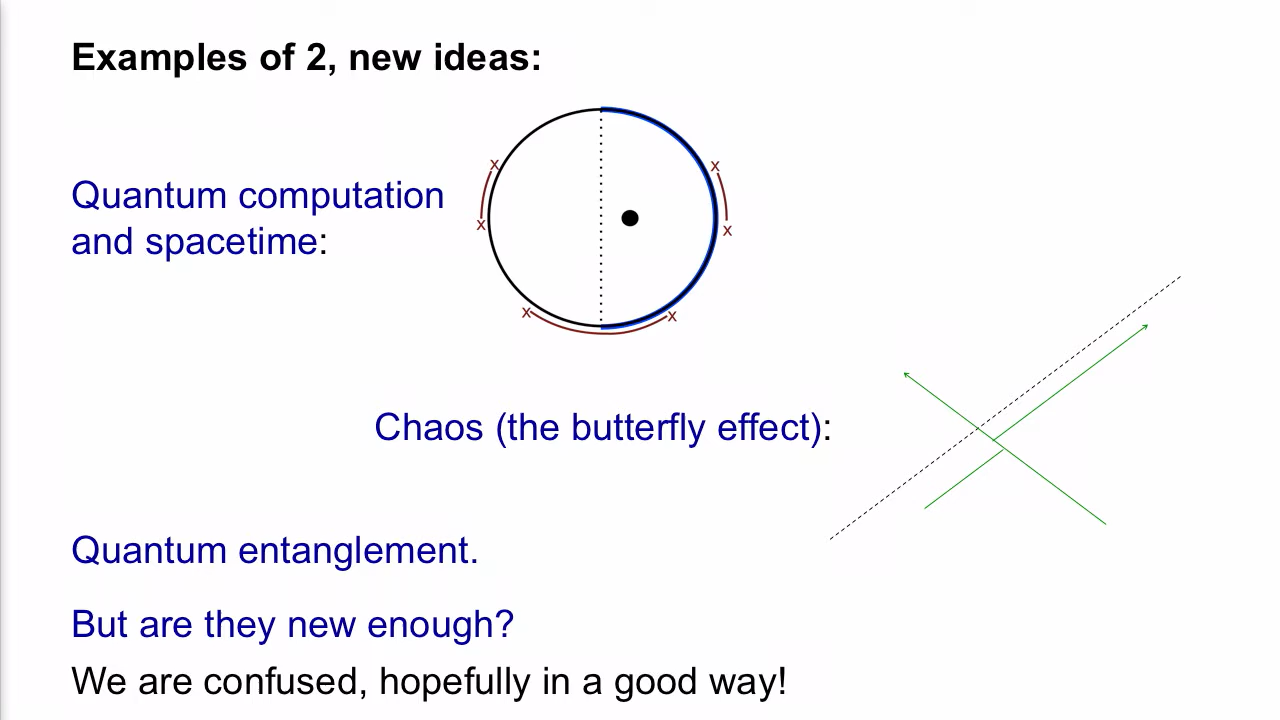 Examples of 2, new ideas:
x
x
Quantum computation
x
x
and spacetime:
x
x
Chaos (the butterfly effect):
Quantum entanglement.
But are they new enough?
We are confused, hopefully in a good way!